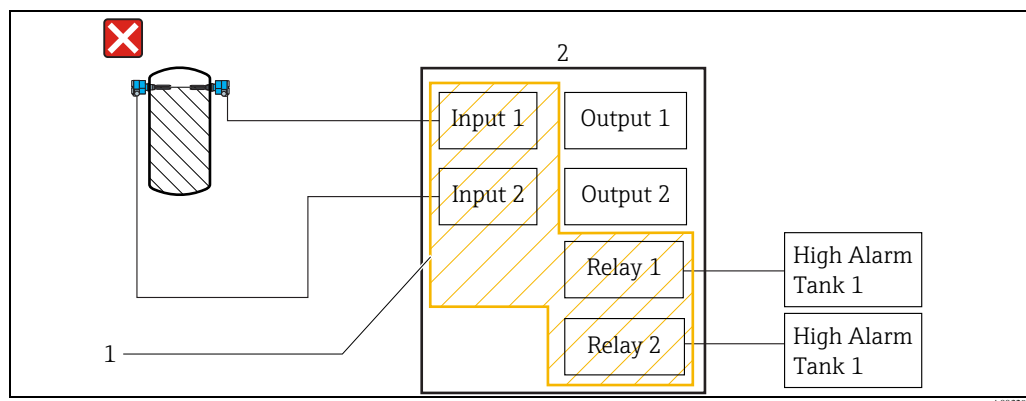 2
Input 1
Output 1
Input 2
Output 2
Relay 1
High Alarm
Tank 1
1
Relay 2
High Alarm
Tank 1